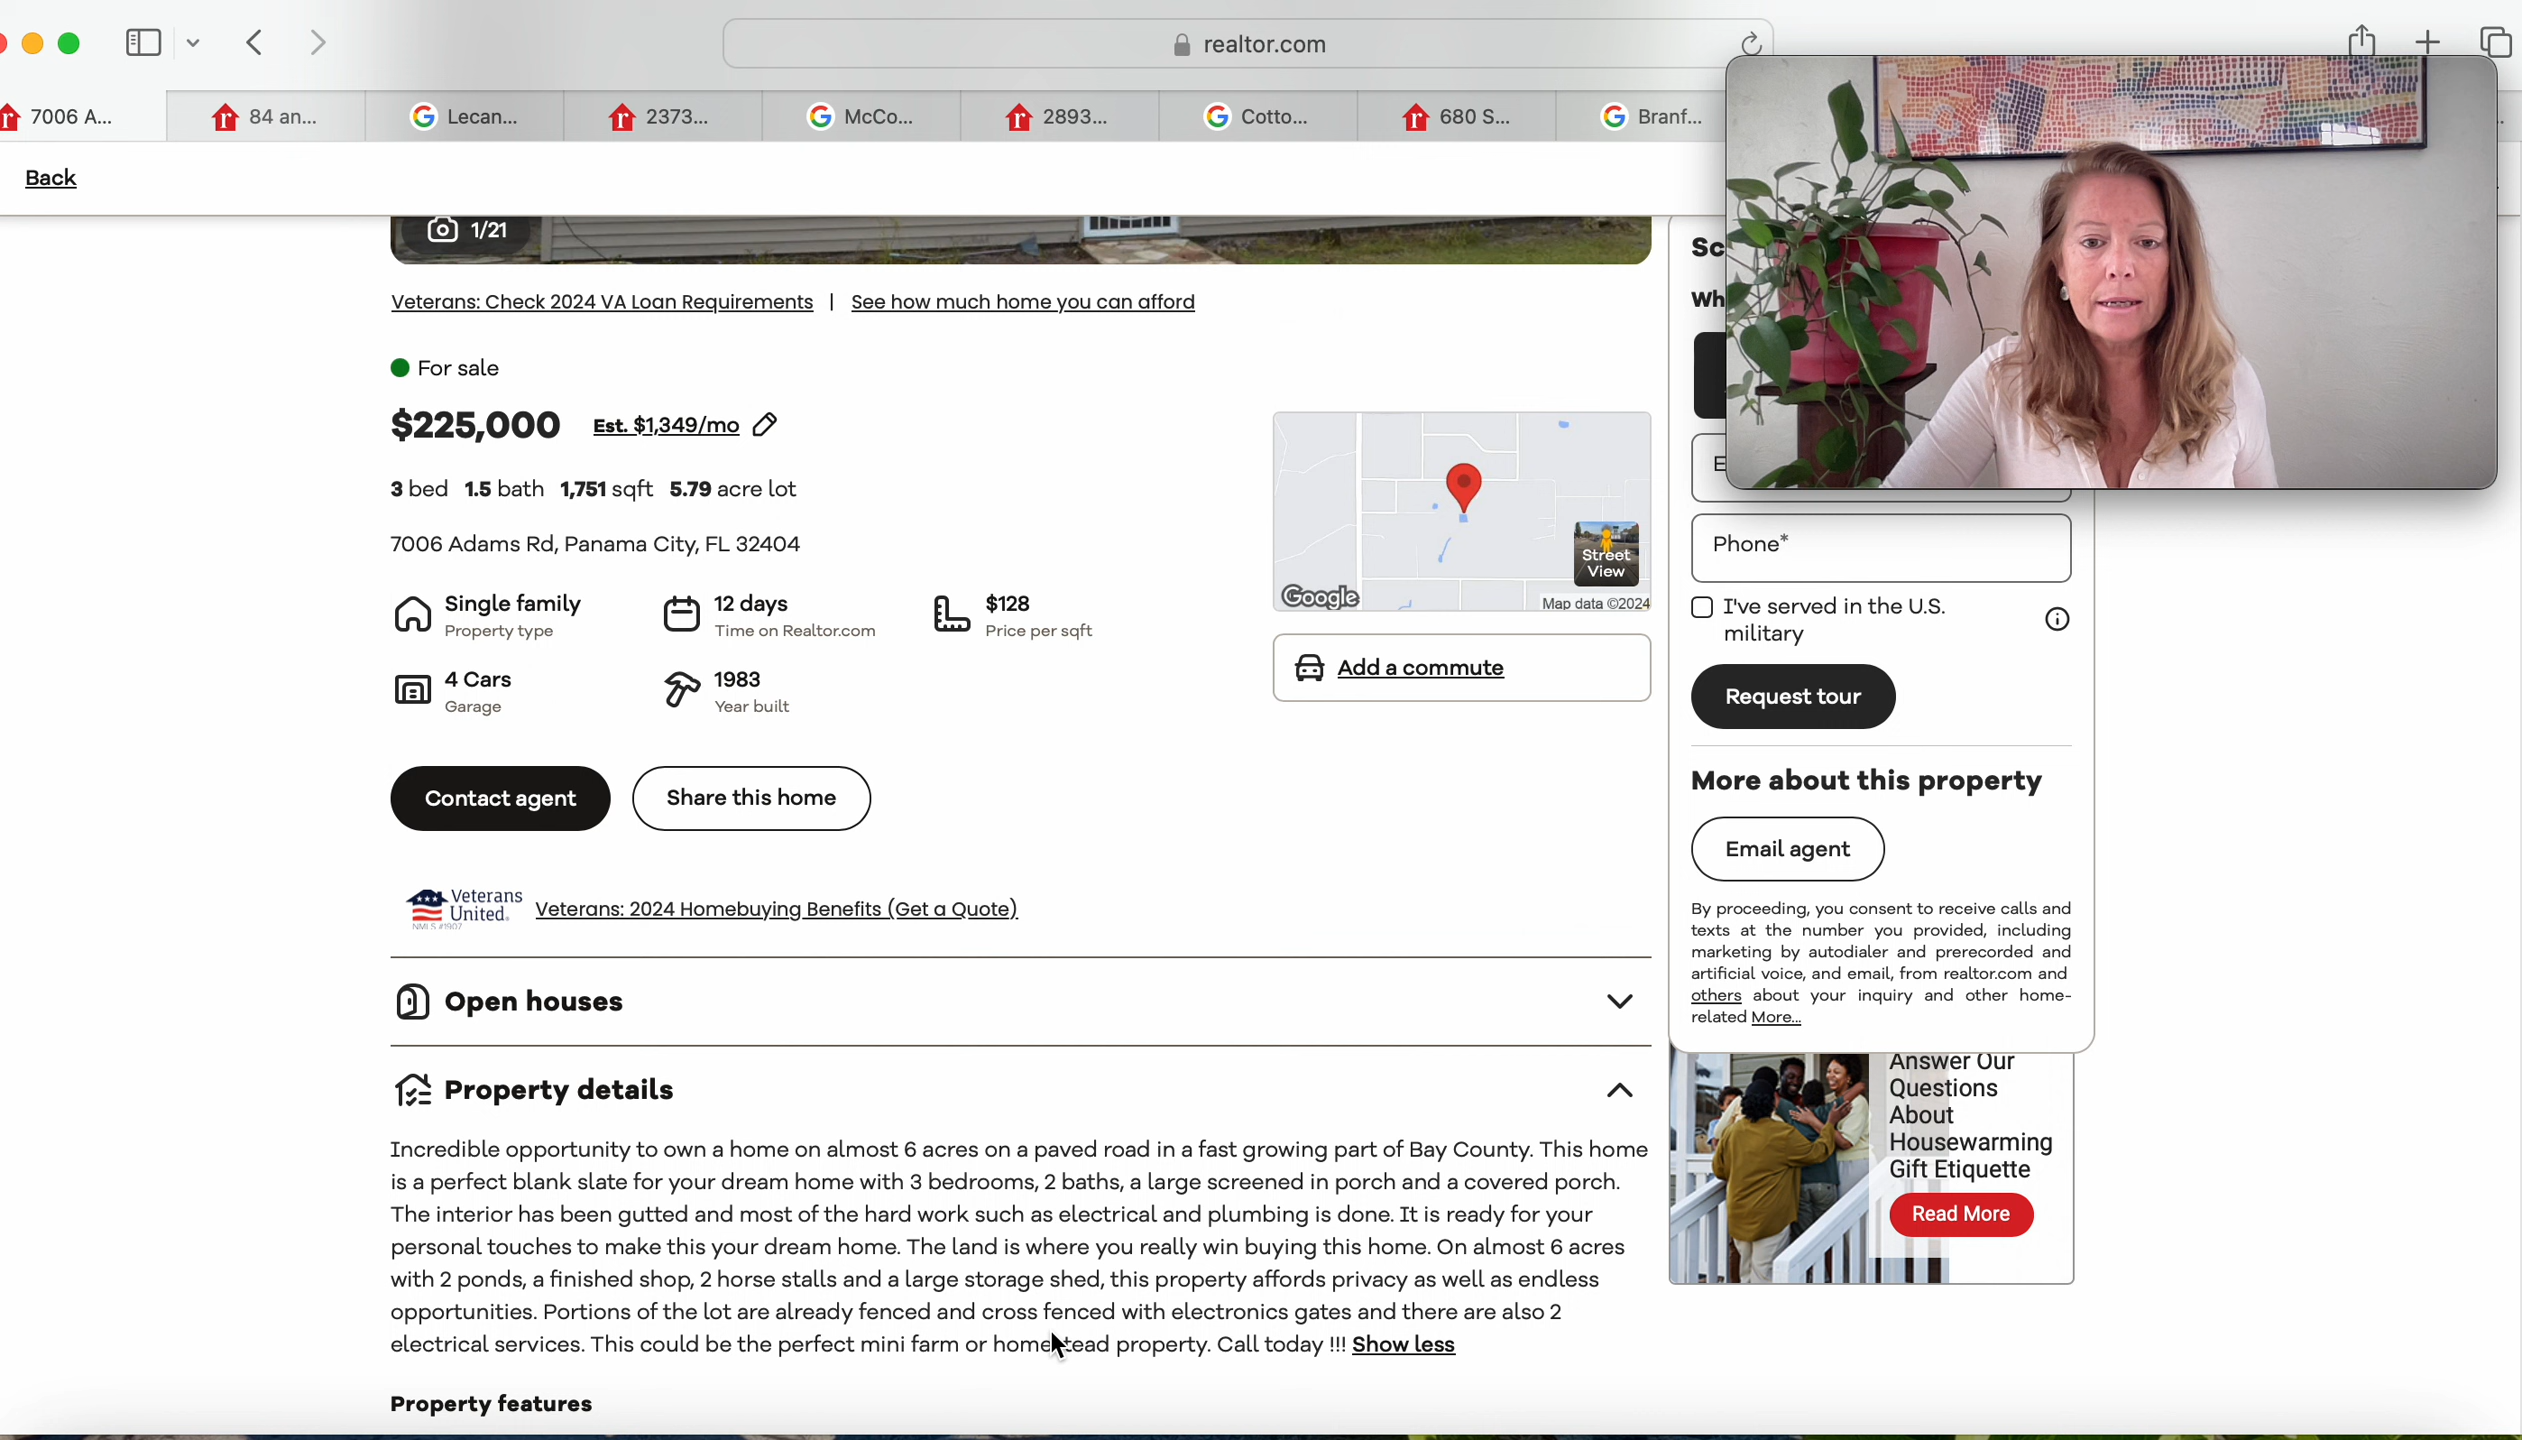 realtor.com
7006 A...
84 an...
Lecan...
2373...
McCo...
2893...
Cotto...
680 S...
Branf...
Back
1/21
Veterans: Check 2024 VA Loan Requirements | See how much home you can afford
For sale
$225,000 Est. $1,349/mo
3 bed 1.5 bath 1,751 sqft 5.79 acre lot
7006 Adams Rd, Panama City, FL 32404
Single family
Property type
12 days
Time on Realtor.com
$128
Price per sqft
4 Cars
Garage
1983
Year built
Street
View
Google
Map data ©2024
Add a commute
Contact agent
Share this home
Veterans
United.
NMLS #1907
Veterans: 2024 Homebuying Benefits (Get a Quote)
Open houses
Property details
Incredible opportunity to own a home on almost 6 acres on a paved road in a fast growing part of Bay County. This home
is a perfect blank slate for your dream home with 3 bedrooms, 2 baths, a large screened in porch and a covered porch.
The interior has been gutted and most of the hard work such as electrical and plumbing is done. It is ready for your
personal touches to make this your dream home. The land is where you really win buying this home. On almost 6 acres
with 2 ponds, a finished shop, 2 horse stalls and a large storage shed, this property affords privacy as well as endless
opportunities. Portions of the lot are already fenced and cross fenced with electronics gates and there are also 2
electrical services. This could be the perfect mini farm or homestead property. Call today !!! Show less
Property features
Sc
Wh
E
Phone*
I've served in the U.S.
military
Request tour
More about this property
Email agent
By proceeding, you consent to receive calls and
texts at the number you provided, including
marketing by autodialer and prerecorded and
artificial voice, and email, from realtor.com and
others about your inquiry and other home-
related More...
Answer Our
Questions
About
Housewarming
Gift Etiquette
Read More